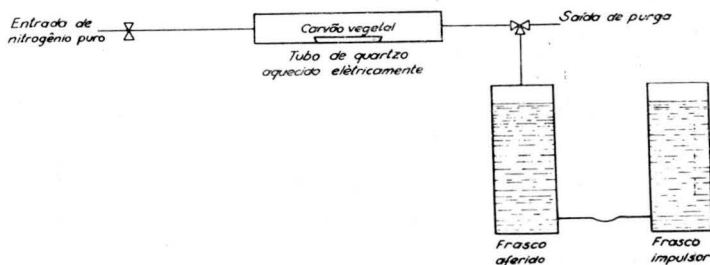 Entrada de
nitrogênio puro
Carvão vegetal
Tubo de quartzo
aquecido elètricamente
Saída de purga
Frasco
aferido
Frasco
impulsor